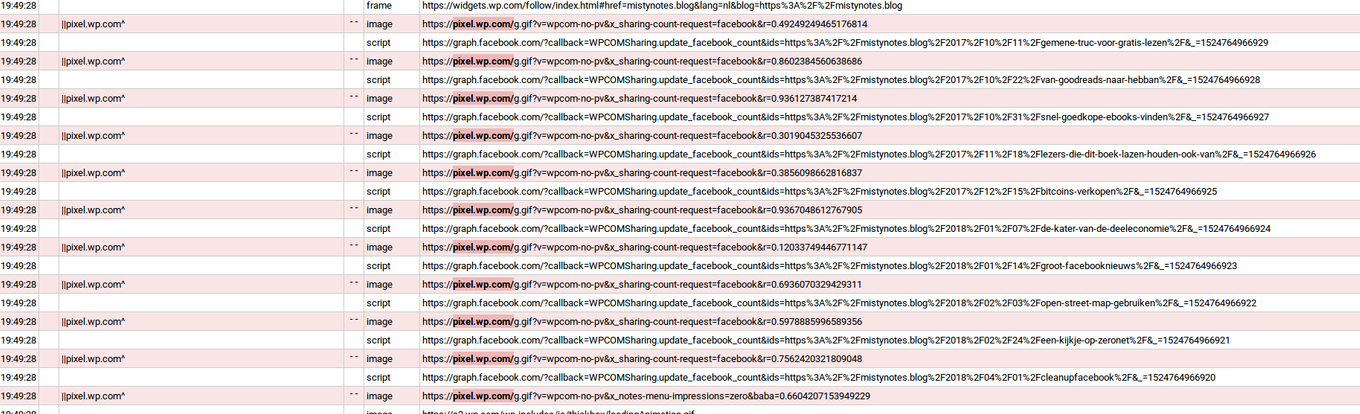 19:49:28 frame https://widgets.wp.com/follow/index.html#href=mistynotes.blog&lang=nl&blog=https%3A%2F%2Fmistynotes.blog
19:49:28 ||pixel.wp.com^ -- image https://pixel.wp.com/g.gif?v=wpcom-no-pv&x_sharing-count-request=facebook&r=0.49249249465176814
19:49:28 script https://graph.facebook.com/?callback=WPCOMSharing.update_facebook_count&ids=https%3A%2F%2Fmistynotes.blog%2F2017%2F10%2F11%2Fgemene-truc-voor-gratis-lezen%2F&_=1524764966929
19:49:28 ||pixel.wp.com^ -- image https://pixel.wp.com/g.gif?v=wpcom-no-pv&x_sharing-count-request=facebook&r=0.8602384560638686
19:49:28 script https://graph.facebook.com/?callback=WPCOMSharing.update_facebook_count&ids=https%3A%2F%2Fmistynotes.blog%2F2017%2F10%2F22%2Fvan-goodreads-naar-hebban%2F&_=1524764966928
19:49:28 ||pixel.wp.com^ -- image https://pixel.wp.com/g.gif?v=wpcom-no-pv&x_sharing-count-request=facebook&r=0.936127387417214
19:49:28 script https://graph.facebook.com/?callback=WPCOMSharing.update_facebook_count&ids=https%3A%2F%2Fmistynotes.blog%2F2017%2F10%2F31%2Fsnel-goedkope-ebooks-vinden%2F&_=1524764966927
19:49:28 ||pixel.wp.com^ -- image https://pixel.wp.com/g.gif?v=wpcom-no-pv&x_sharing-count-request=facebook&r=0.3019045325536607
19:49:28 script https://graph.facebook.com/?callback=WPCOMSharing.update_facebook_count&ids=https%3A%2F%2Fmistynotes.blog%2F2017%2F11%2F18%2Flezers-die-dit-boek-lazen-houden-ook-van%2F&_=1524764966926
19:49:28 ||pixel.wp.com^ -- image https://pixel.wp.com/g.gif?v=wpcom-no-pv&x_sharing-count-request=facebook&r=0.3856098662816837
19:49:28 script https://graph.facebook.com/?callback=WPCOMSharing.update_facebook_count&ids=https%3A%2F%2Fmistynotes.blog%2F2017%2F12%2F15%2Fbitcoins-verkopen%2F&_=1524764966925
19:49:28 ||pixel.wp.com^ -- image https://pixel.wp.com/g.gif?v=wpcom-no-pv&x_sharing-count-request=facebook&r=0.9367048612767905
19:49:28 script https://graph.facebook.com/?callback=WPCOMSharing.update_facebook_count&ids=https%3A%2F%2Fmistynotes.blog%2F2018%2F01%2F07%2Fde-kater-van-de-deeleconomie%2F&_=1524764966924
19:49:28 ||pixel.wp.com^ -- image https://pixel.wp.com/g.gif?v=wpcom-no-pv&x_sharing-count-request=facebook&r=0.12033749446771147
19:49:28 script https://graph.facebook.com/?callback=WPCOMSharing.update_facebook_count&ids=https%3A%2F%2Fmistynotes.blog%2F2018%2F01%2F14%2Fgroot-facebooknieuws%2F&_=1524764966923
19:49:28 ||pixel.wp.com^ -- image https://pixel.wp.com/g.gif?v=wpcom-no-pv&x_sharing-count-request=facebook&r=0.6936070329429311
19:49:28 script https://graph.facebook.com/?callback=WPCOMSharing.update_facebook_count&ids=https%3A%2F%2Fmistynotes.blog%2F2018%2F02%2F03%2Fopen-street-map-gebruiken%2F&_=1524764966922
19:49:28 ||pixel.wp.com^ -- image https://pixel.wp.com/g.gif?v=wpcom-no-pv&x_sharing-count-request=facebook&r=0.5978885996589356
19:49:28 script https://graph.facebook.com/?callback=WPCOMSharing.update_facebook_count&ids=https%3A%2F%2Fmistynotes.blog%2F2018%2F02%2F24%2Feen-kijkje-op-zeronet%2F&_=1524764966921
19:49:28 ||pixel.wp.com^ -- image https://pixel.wp.com/g.gif?v=wpcom-no-pv&x_sharing-count-request=facebook&r=0.7562420321809048
19:49:28 script https://graph.facebook.com/?callback=WPCOMSharing.update_facebook_count&ids=https%3A%2F%2Fmistynotes.blog%2F2018%2F04%2F01%2Fcleanupfacebook%2F&_=1524764966920
19:49:28 ||pixel.wp.com^ -- image https://pixel.wp.com/g.gif?v=wpcom-no-pv&x_notes-menu-impressions=zero&baba=0.6604207153949229